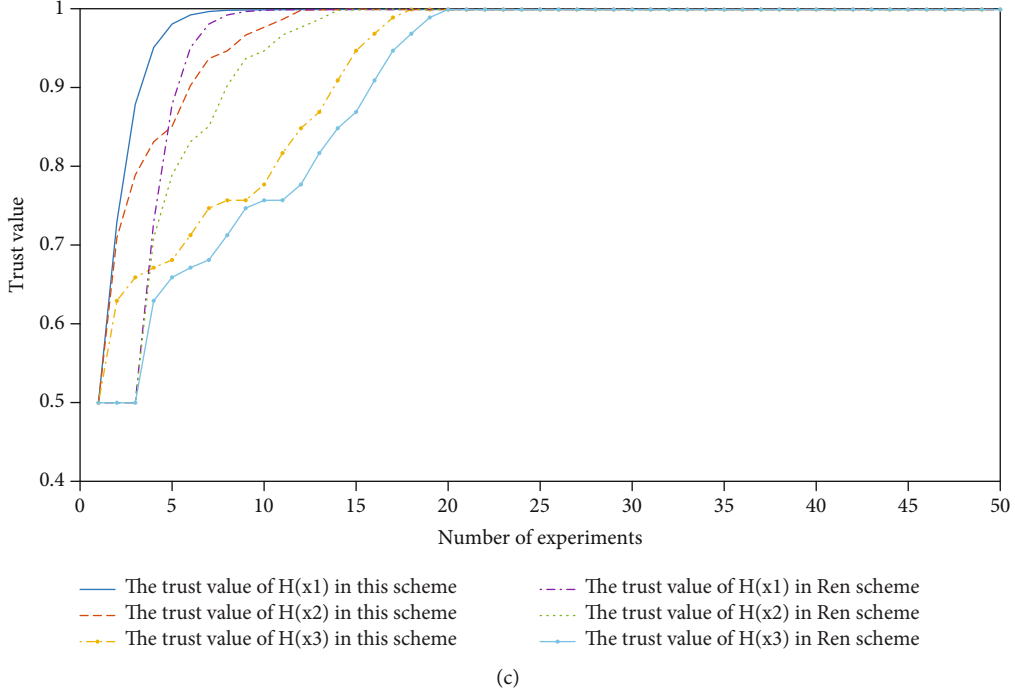 1
0.9
0.8
0.7
0.6
0.5
0.4
Trust value
0 5 10 15 20 25 30 35 40 45 50
Number of experiments
The trust value of H(x1) in this scheme
The trust value of H(x2) in this scheme
The trust value of H(x3) in this scheme
The trust value of H(x1) in Ren scheme
The trust value of H(x2) in Ren scheme
The trust value of H(x3) in Ren scheme
(c)